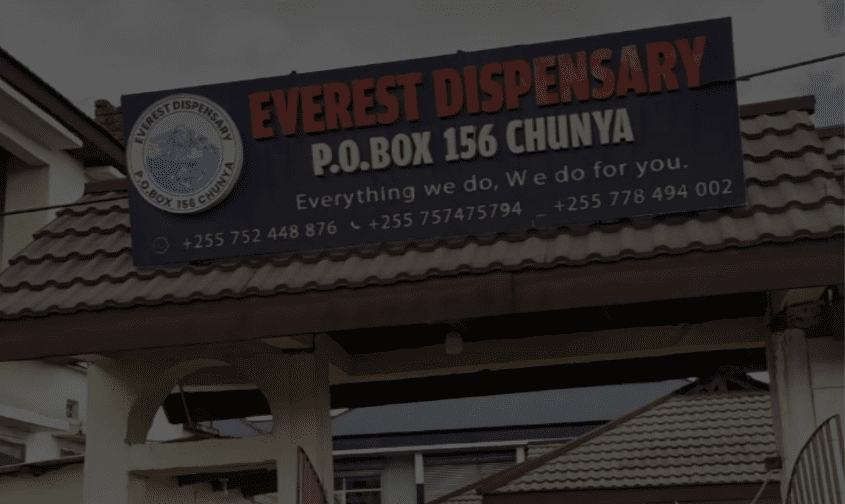 EVEREST DISPENSARY
P.O.BOX 156 CHUNYA
EVEREST DISPENSARY
P.O.BOX 156 CHUNYA
Everything we do, We do for you.
+255 752 448 876 +255 757475794 +255 778 494 002